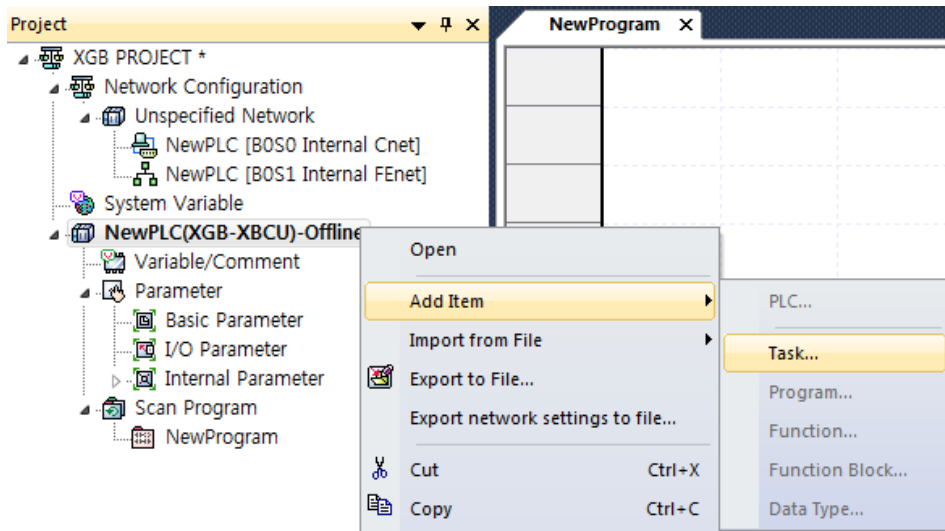 Project
NewProgram
XGB PROJECT *
Network Configuration
Unspecified Network
NewPLC [B0S0 Internal Cnet]
NewPLC [B0S1 Internal FEnet]
System Variable
NewPLC(XGB-XBCU)-Offline
Variable/Comment
Parameter
Basic Parameter
I/O Parameter
Internal Parameter
Scan Program
NewProgram
Open
Add Item
Import from File
Export to File...
Export network settings to file...
Cut Ctrl+X
Copy Ctrl+C
PLC...
Task...
Program...
Function...
Function Block...
Data Type...